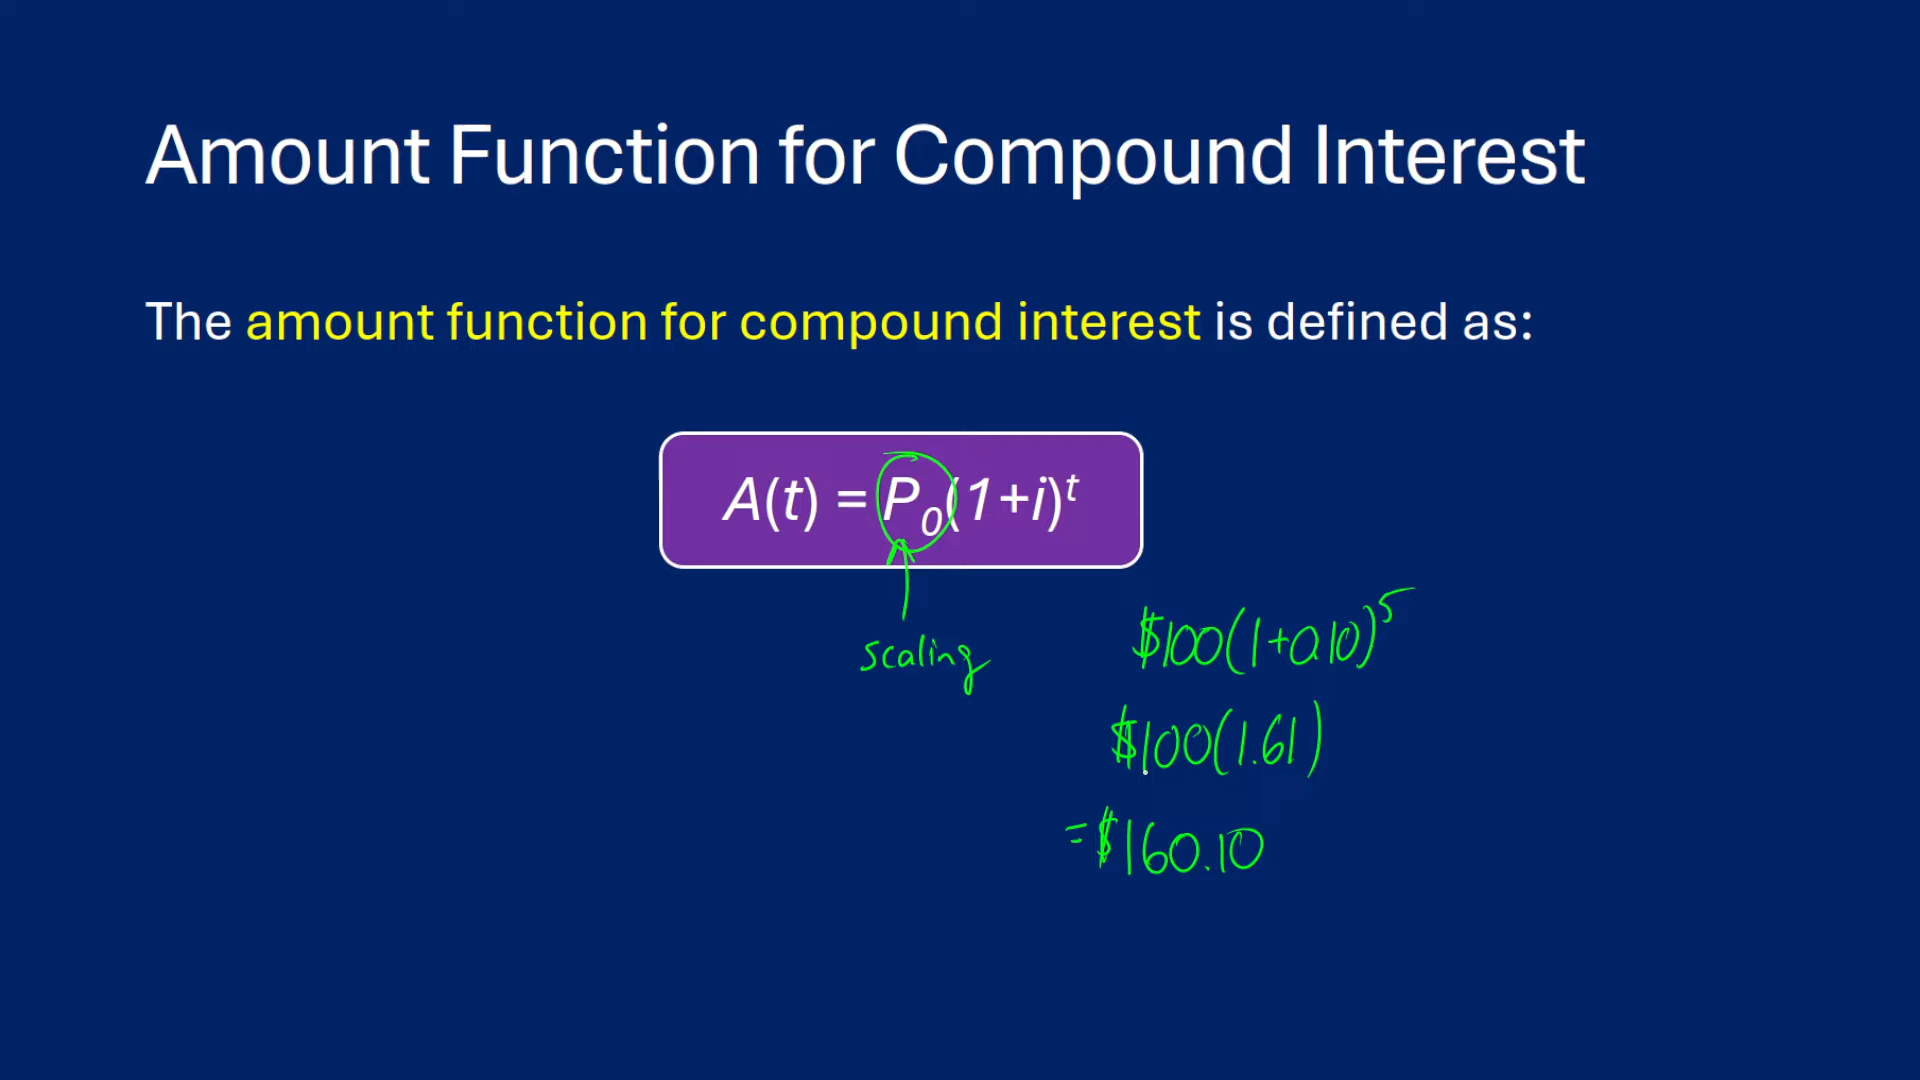 Amount Function for Compound Interest
The amount function for compound interest is defined as:
A(t) = P₀(1+i)ᵗ
scaling
$100(1+0.10)⁵
$100(1.61)
=$160.10